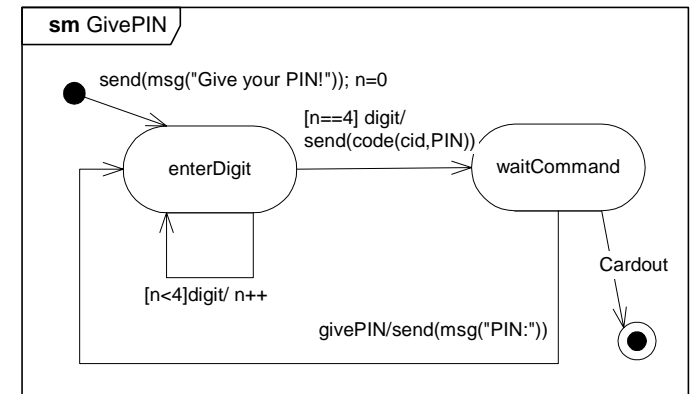 sm GivePIN
send(msg("Give your PIN!")); n=0
[n==4] digit/
send(code(cid,PIN))
enterDigit
waitCommand
Cardout
[n<4]digit/ n++
givePIN/send(msg("PIN:"))